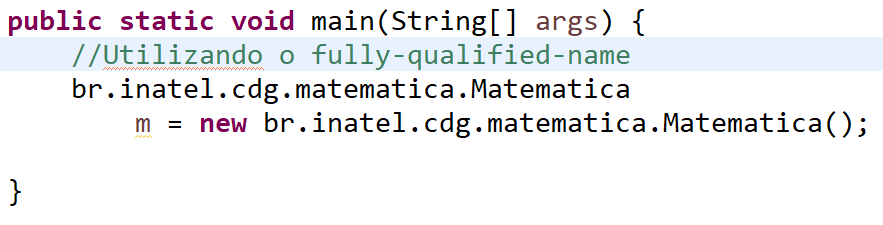 public static void main(String[] args) {
//Utilizando o fully-qualified-name
br.inatel.cdg.matematica.Matematica
m = new br.inatel.cdg.matematica.Matematica();
}